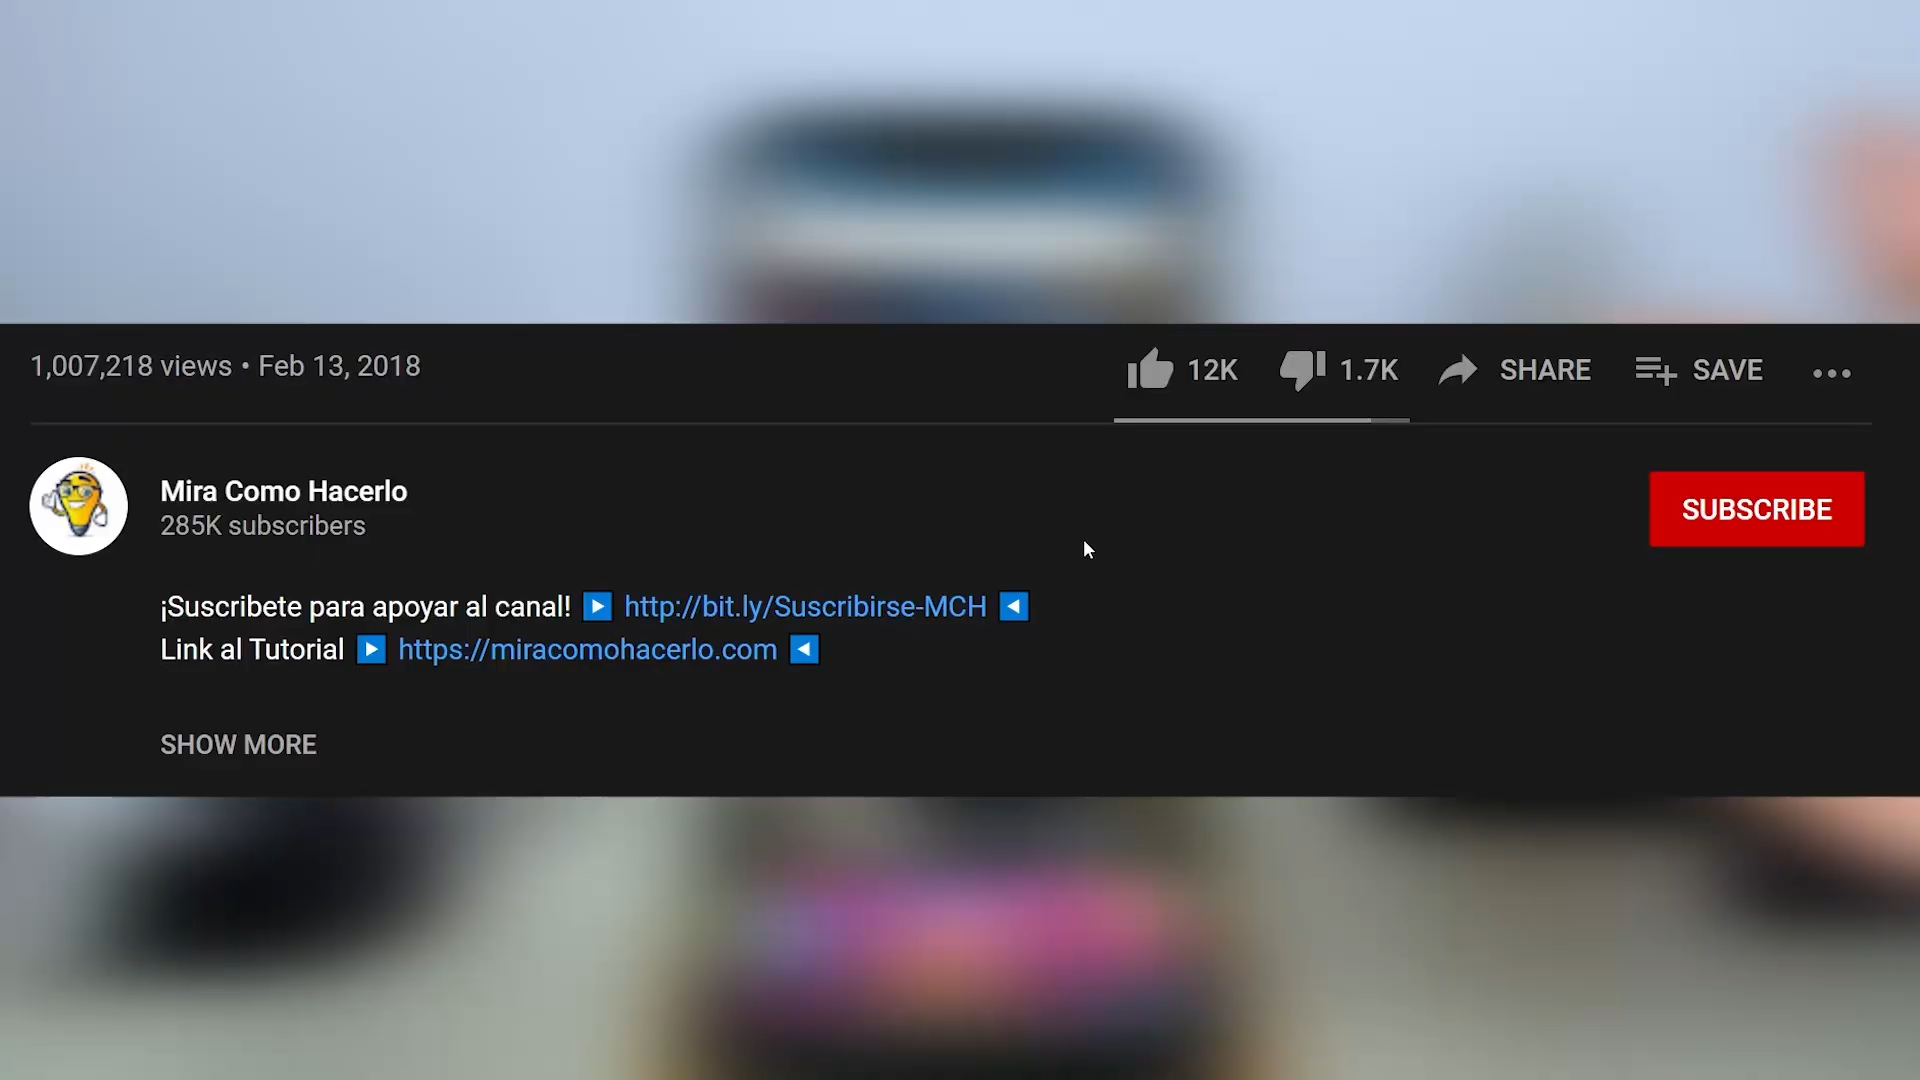 1,007,218 views • Feb 13, 2018
12K 1.7K SHARE SAVE
Mira Como Hacerlo
285K subscribers
SUBSCRIBE
¡Suscribete para apoyar al canal! ▶ http://bit.ly/Suscribirse-MCH ◀
Link al Tutorial ▶ https://miracomohacerlo.com ◀
SHOW MORE